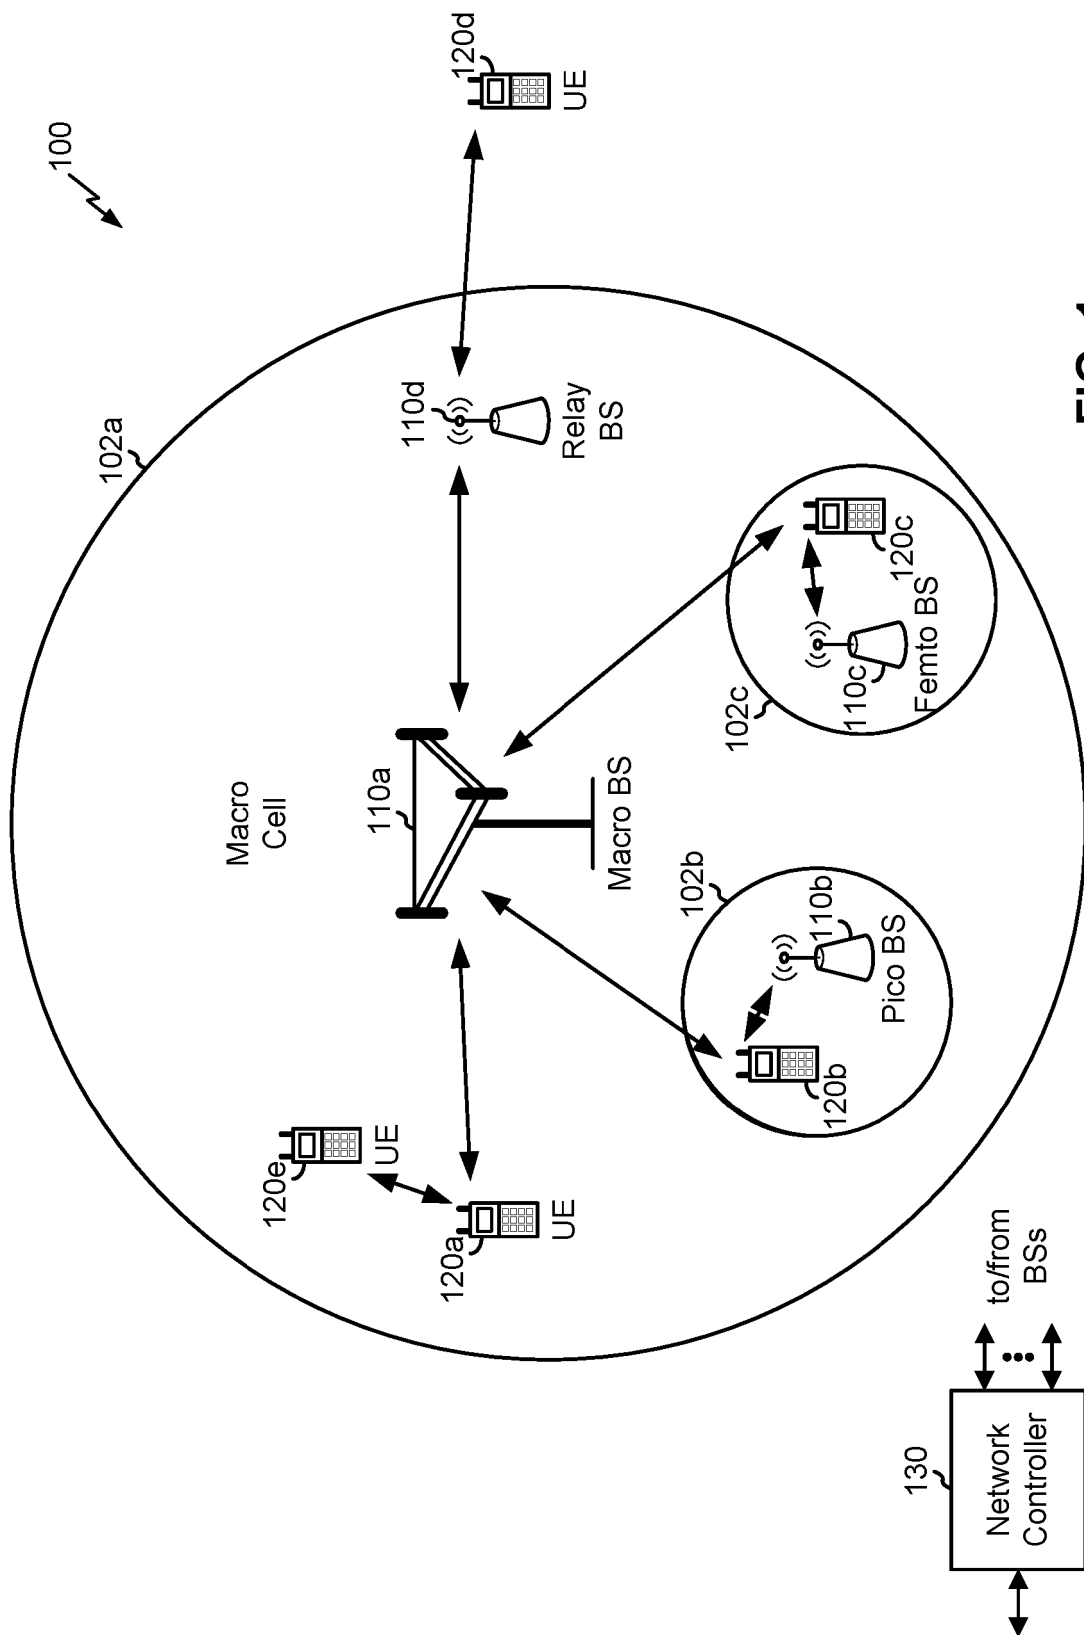 100
102a
Macro
Cell
110a
Macro BS
110d
Relay
BS
120d
UE
120e
UE
120a
UE
102b
110b
Pico BS
120b
102c
110c
Femto BS
120c
130
Network
Controller
to/from
BSs